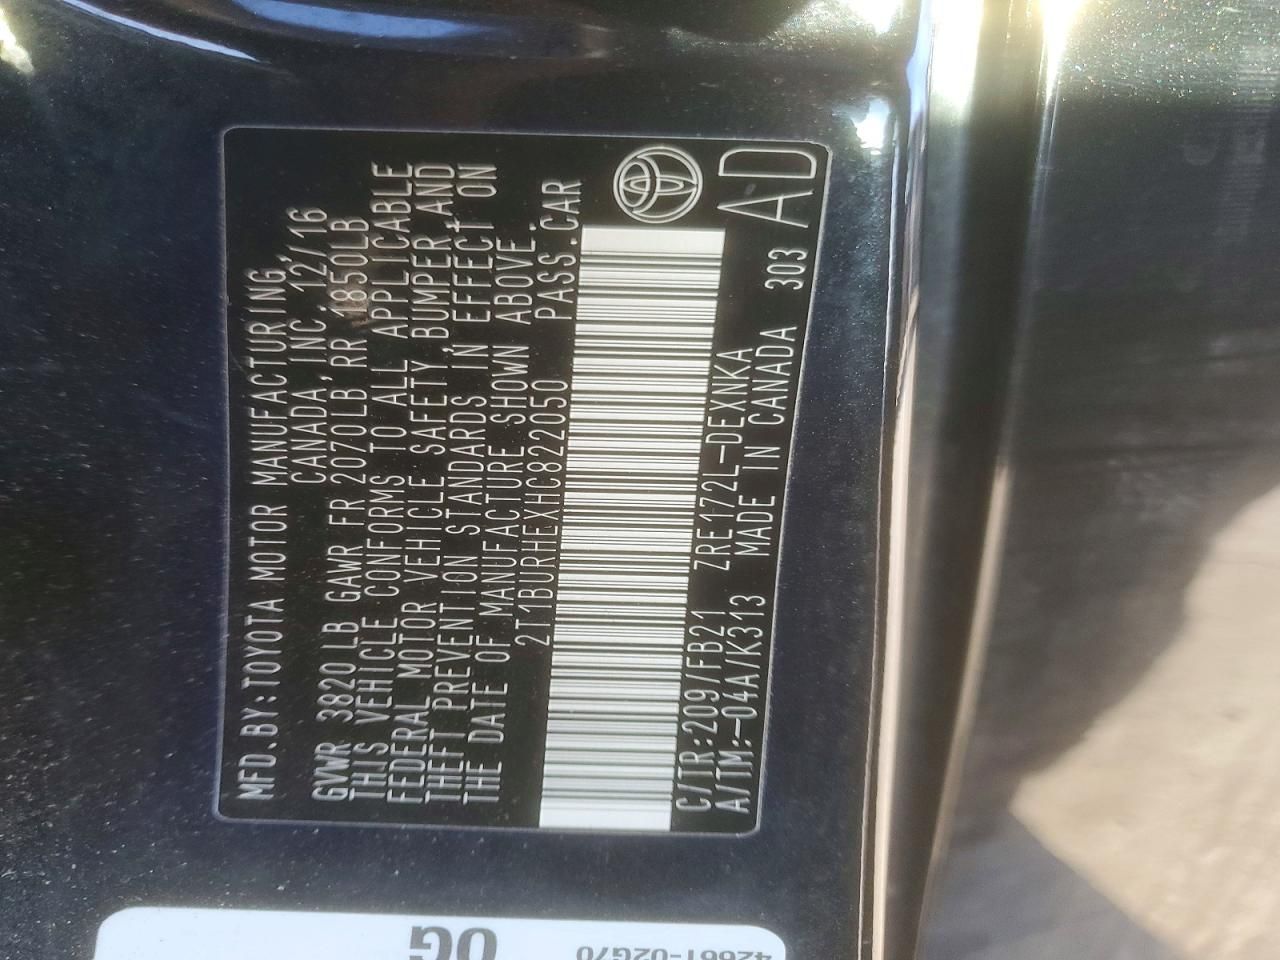 MFD.BY:TOYOTA MOTOR MANUFACTURING,
CANADA, INC. 12/16
GVWR 3820 LB GAWR FR 2070LB RR 1850LB
THIS VEHICLE CONFORMS TO ALL APPLICABLE
FEDERAL MOTOR VEHICLE SAFETY, BUMPER, AND
THEFT PREVENTION STANDARDS IN EFFECT ON
THE DATE OF MANUFACTURE SHOWN ABOVE.
2T1BURHEXHC822050 PASS.CAR
C/TR:209/FB21 ZRE172L-DEXNKA
A/TM:-04A/K313 MADE IN CANADA 303
A'D
0G
42661-02G70